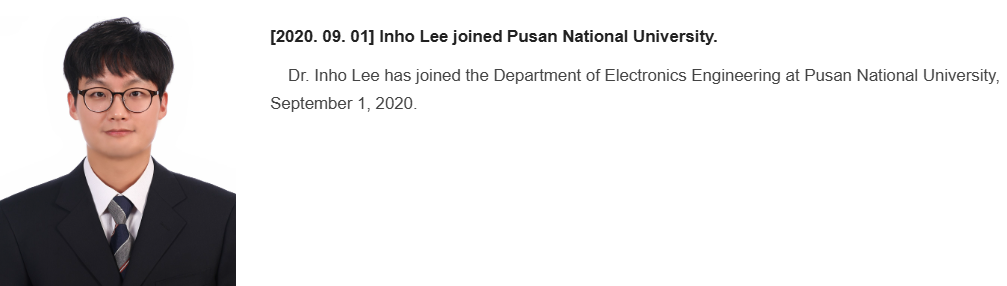 [2020. 09. 01] Inho Lee joined Pusan National University.
Dr. Inho Lee has joined the Department of Electronics Engineering at Pusan National University,
September 1, 2020.